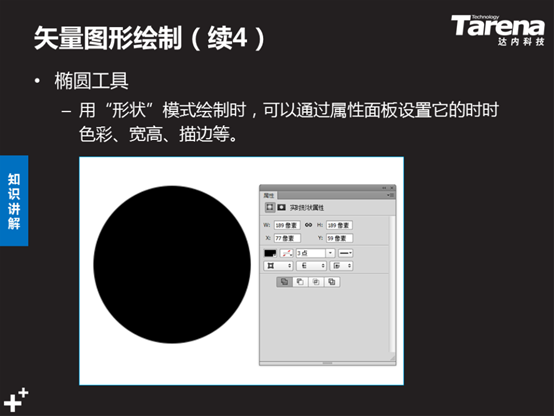 矢量图形绘制（续4）
Technology
Tarena
达内科技
• 椭圆工具
– 用“形状”模式绘制时，可以通过属性面板设置它的时时
色彩、宽高、描边等。
知识讲解
属性
实时形状属性
W: 189 像素 H: 189 像素
X: 77 像素 Y: 59 像素
3 点